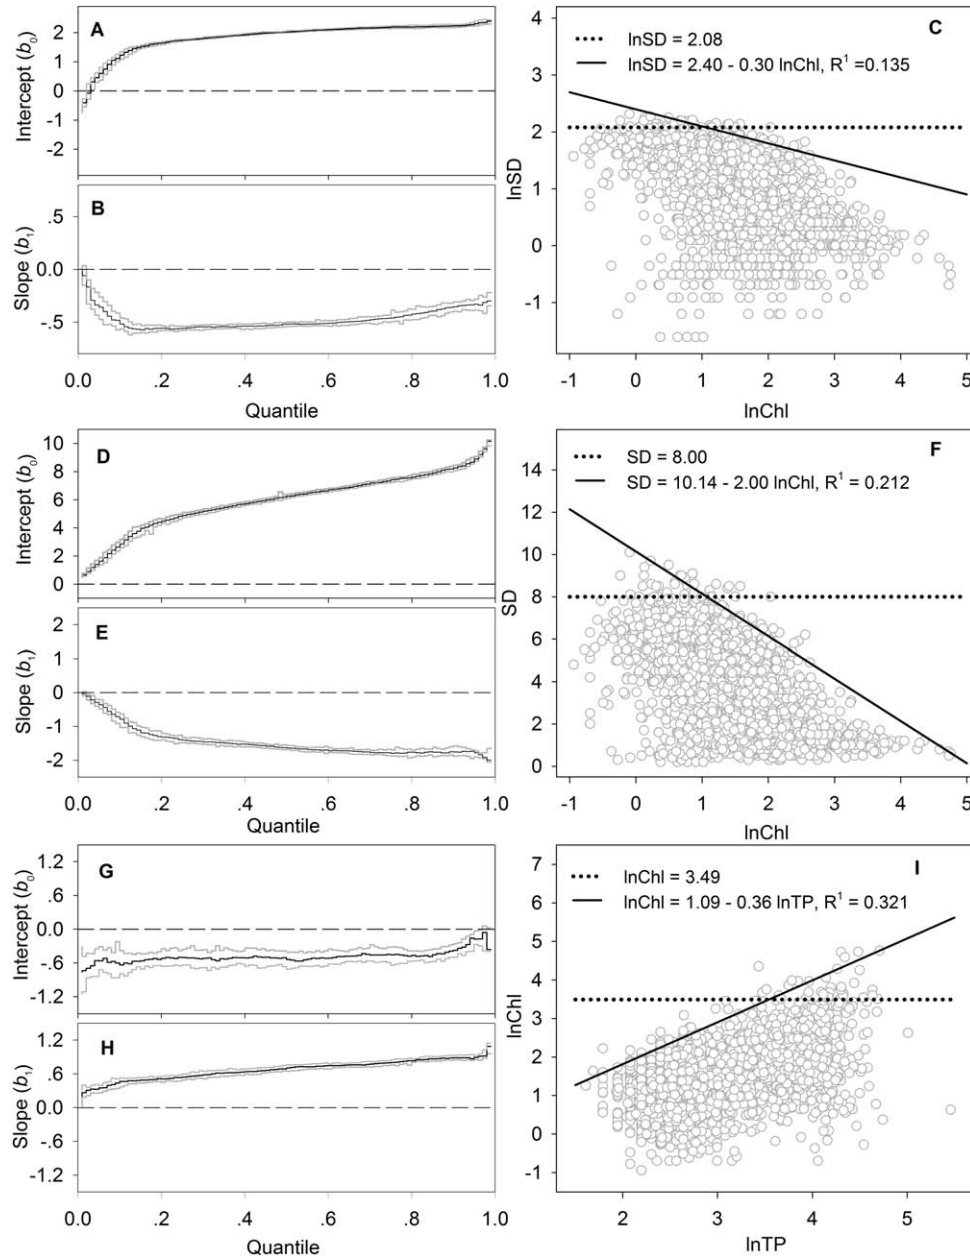 A
2
1
0
-1
-2
Intercept (b0)
B
.5
0.0
-.5
Slope (b1)
0.0 .2 .4 .6 .8 1.0
Quantile
C
lnSD = 2.08
lnSD = 2.40 - 0.30 lnChl, R¹ =0.135
4
3
2
1
0
-1
lnSD
-1 0 1 2 3 4 5
lnChl
D
10
8
6
4
2
0
Intercept (b0)
E
2
1
0
-1
-2
Slope (b1)
0.0 .2 .4 .6 .8 1.0
Quantile
F
SD = 8.00
SD = 10.14 - 2.00 lnChl, R¹ = 0.212
14
12
10
8
6
4
2
0
SD
-1 0 1 2 3 4 5
lnChl
G
1.2
.6
0.0
-.6
-1.2
Intercept (b0)
H
1.2
.6
0.0
-.6
-1.2
Slope (b1)
0.0 .2 .4 .6 .8 1.0
Quantile
I
lnChl = 3.49
lnChl = 1.09 - 0.36 lnTP, R¹ = 0.321
7
6
5
4
3
2
1
0
-1
lnChl
2 3 4 5
lnTP